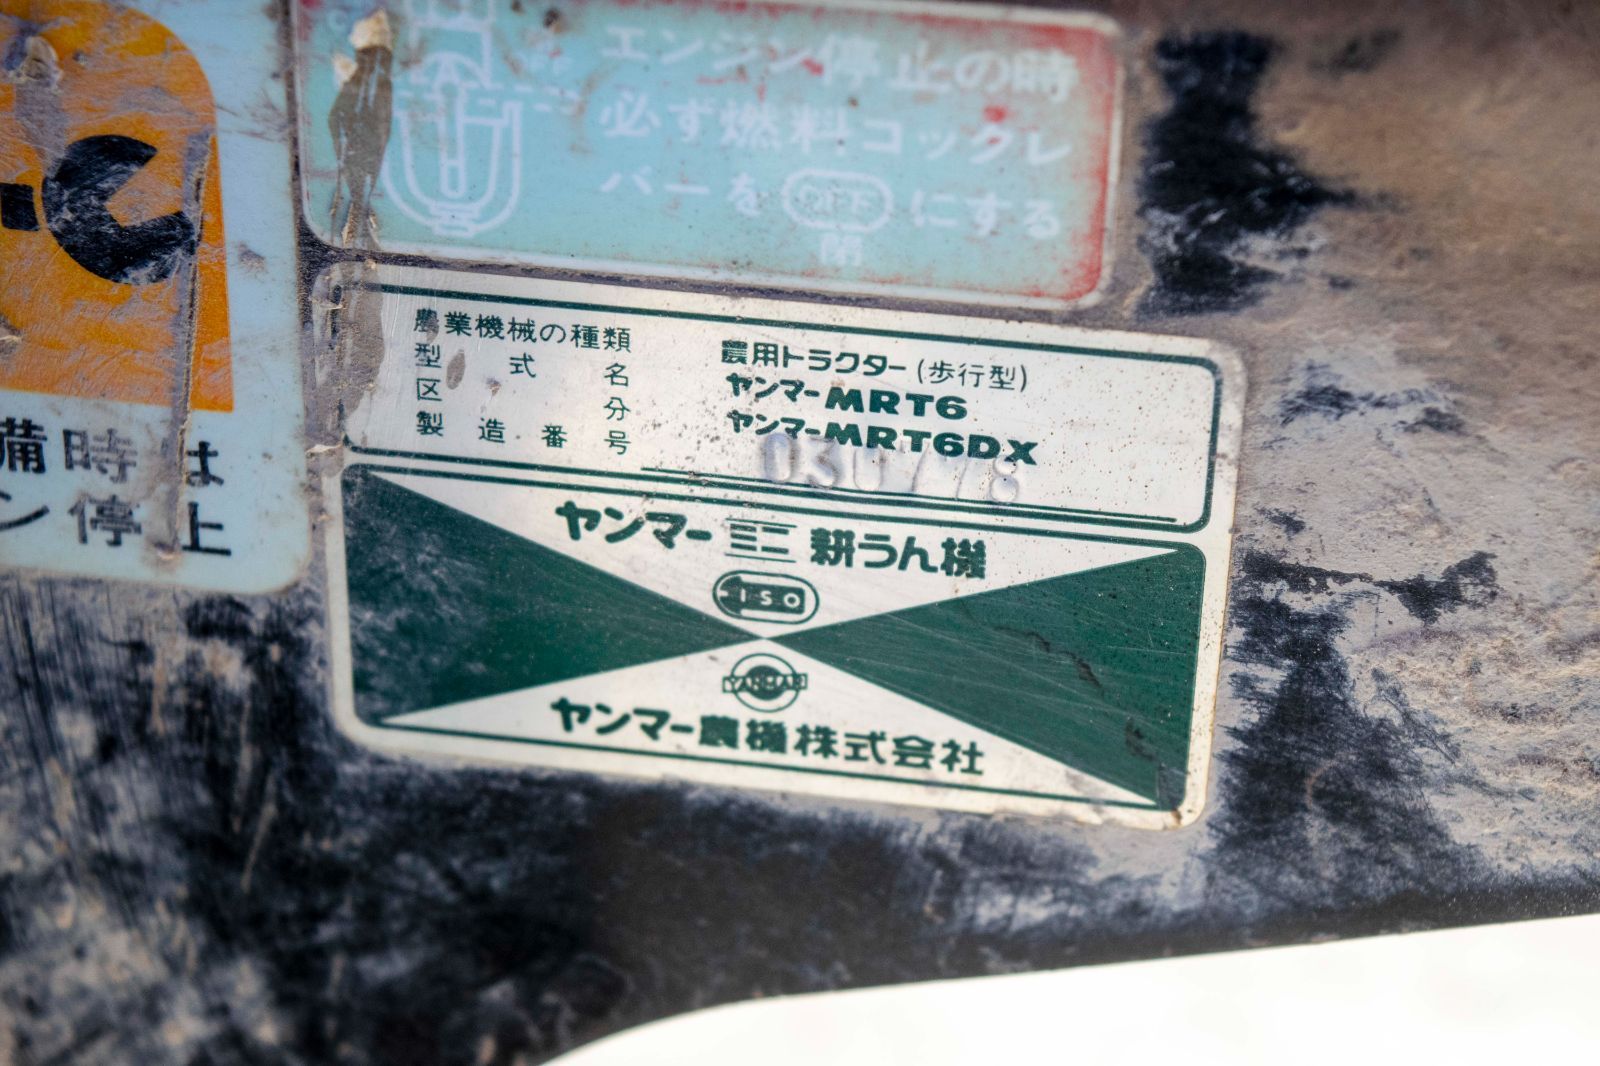 エンジン停止の時
必ず燃料コックレ
バーを OFF にする
閉
備時は
ン停止
農業機械の種類 農用トラクター(歩行型)
型式名 ヤンマーMRT6
区分 ヤンマーMRT6DX
製造番号 030778
ヤンマーミニ耕うん機
ISO
YANMAR
ヤンマー農機株式会社